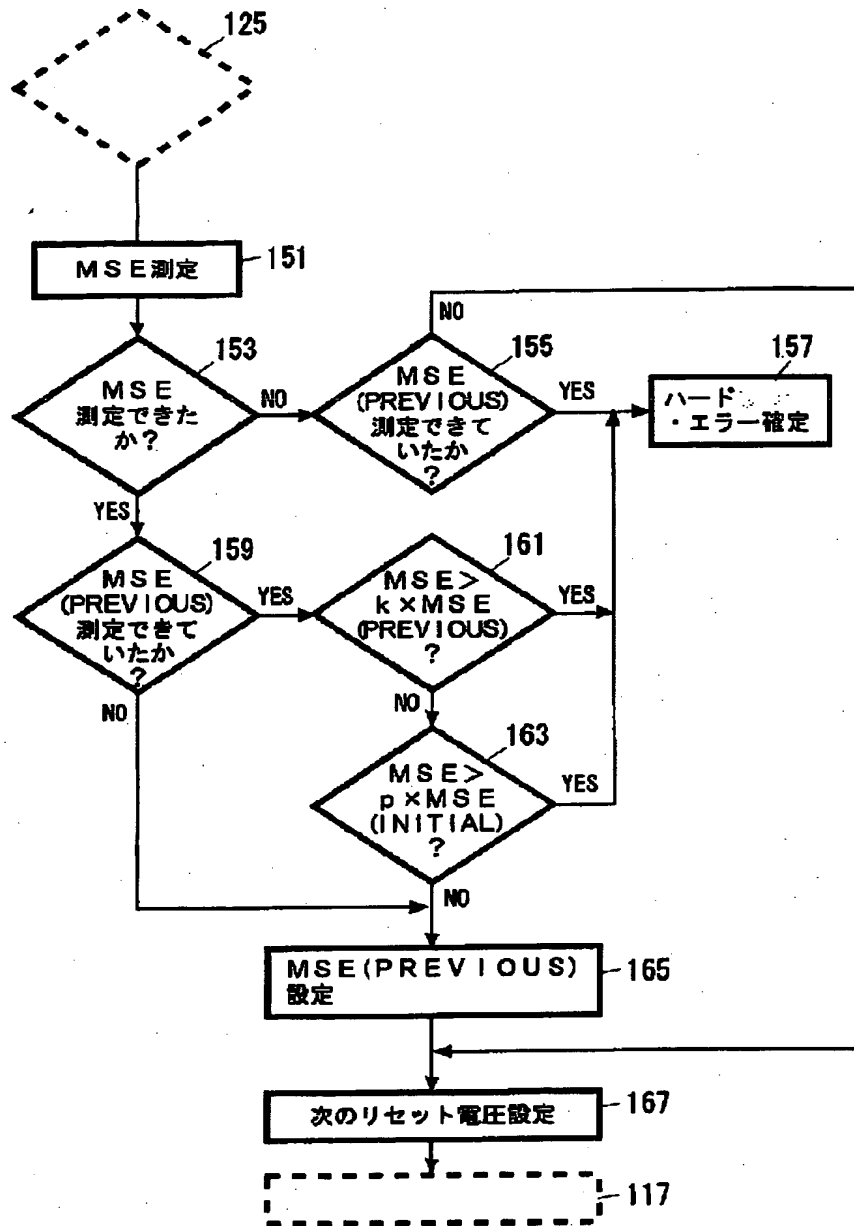 125
MSE測定
151
153
MSE
測定できた
か?
NO
YES
155
NO
MSE
(PREVIOUS)
測定できて
いたか
?
YES
157
ハード
・エラー確定
159
MSE
(PREVIOUS)
測定できて
いたか
?
YES
NO
161
MSE>
k×MSE
(PREVIOUS)
?
YES
NO
163
MSE>
p×MSE
(INITIAL)
?
YES
NO
MSE(PREVIOUS)
設定
165
次のリセット電圧設定
167
117